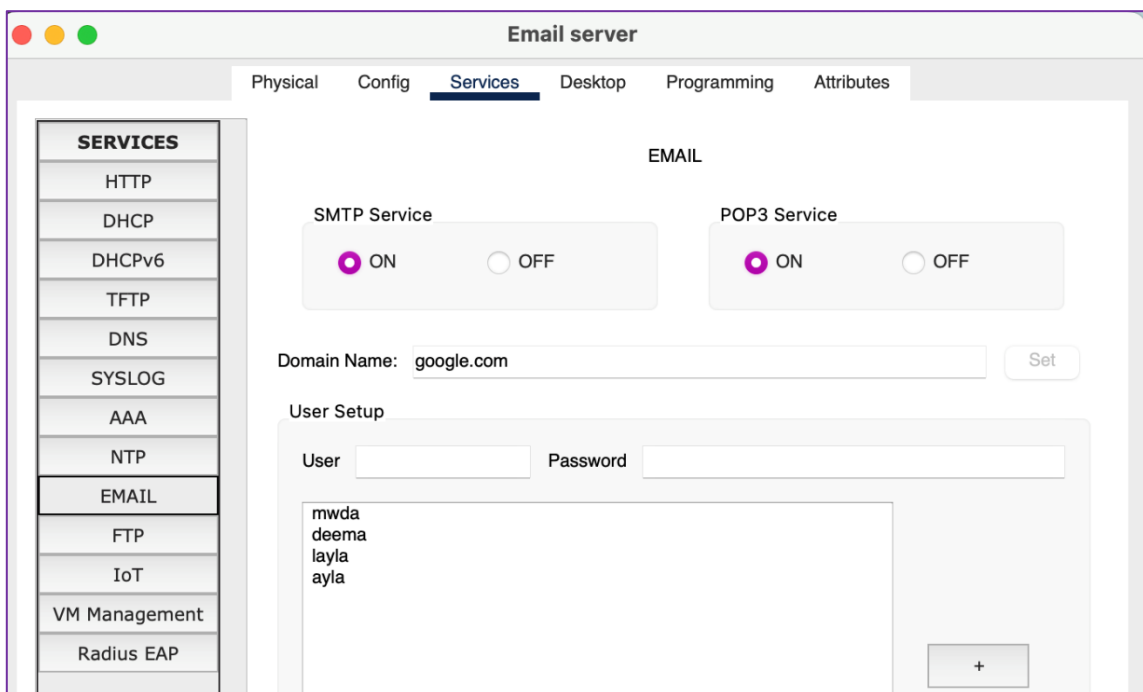 Email server
Physical Config Services Desktop Programming Attributes
SERVICES
HTTP
DHCP
DHCPv6
TFTP
DNS
SYSLOG
AAA
NTP
EMAIL
FTP
IoT
VM Management
Radius EAP
EMAIL
SMTP Service POP3 Service
ON OFF ON OFF
Domain Name: google.com Set
User Setup
User Password
mwda
deema
layla
ayla
+